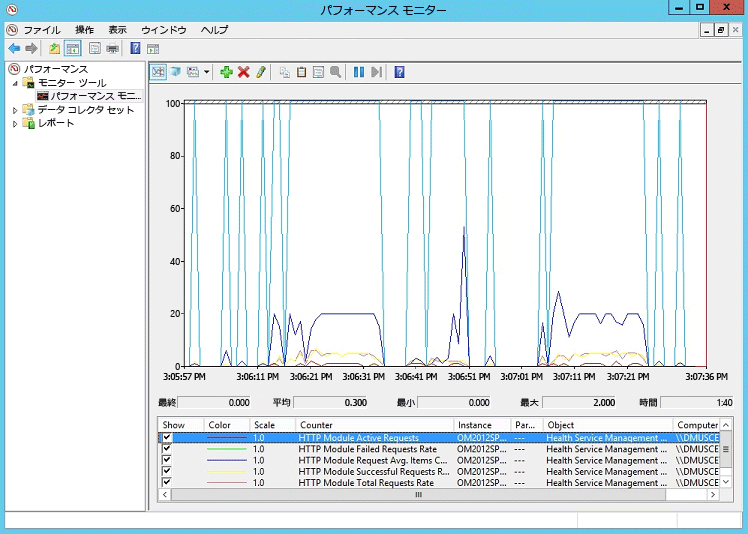 パフォーマンス モニター
ファイル 操作 表示 ウィンドウ ヘルプ
パフォーマンス
モニター ツール
パフォーマンス モニ...
データ コレクタ セット
レポート
100
80
60
40
20
0
3:05:57 PM 3:06:11 PM 3:06:21 PM 3:06:31 PM 3:06:41 PM 3:06:51 PM 3:07:01 PM 3:07:11 PM 3:07:21 PM 3:07:36 PM
最終 0.000 平均 0.300 最小 0.000 最大 2.000 時間 1:40
Show Color Scale Counter Instance Par... Object Computer
1.0 HTTP Module Active Requests OM2012SP... --- Health Service Management ... \\DMUSCE
1.0 HTTP Module Failed Requests Rate OM2012SP... --- Health Service Management ... \\DMUSCE
1.0 HTTP Module Request Avg. Items C... OM2012SP... --- Health Service Management ... \\DMUSCE
1.0 HTTP Module Successful Requests R... OM2012SP... --- Health Service Management ... \\DMUSCE
1.0 HTTP Module Total Requests Rate OM2012SP... --- Health Service Management ... \\DMUSCE